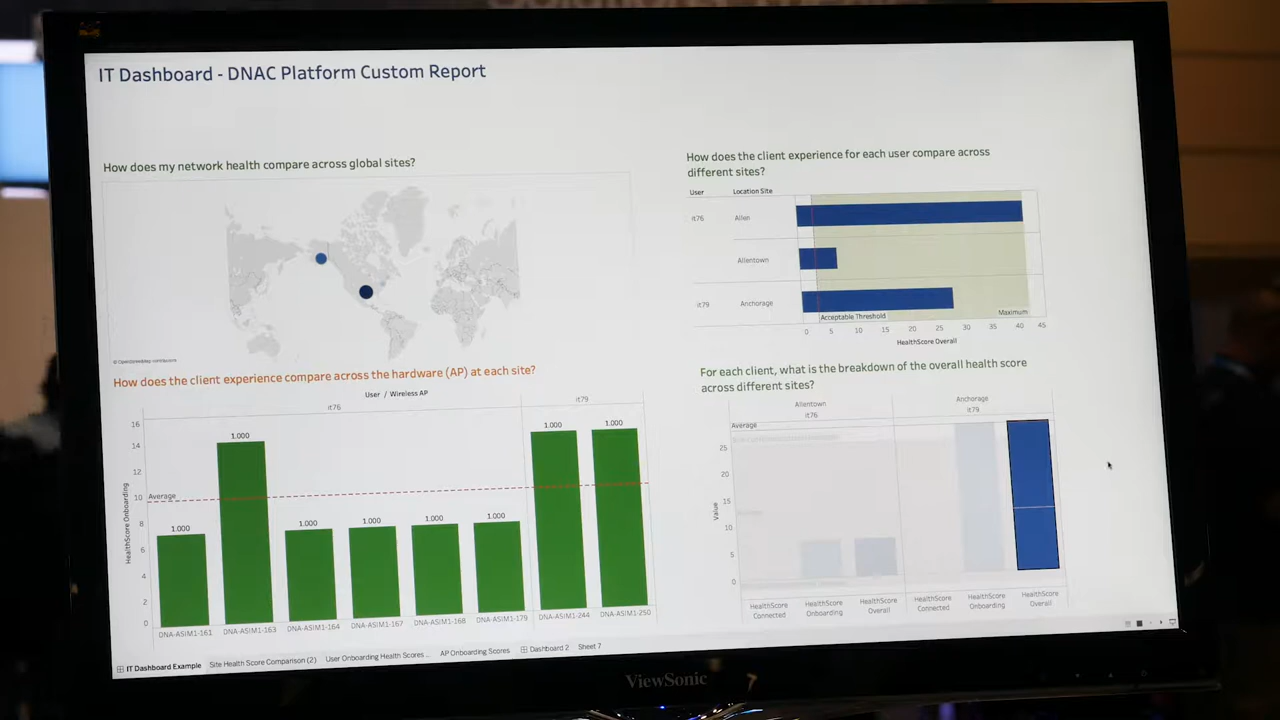 IT Dashboard - DNAC Platform Custom Report
How does my network health compare across global sites?
© OpenStreetMap contributors
How does the client experience for each user compare across
different sites?
User Location Site
it76 Allen
Allentown
it79 Anchorage
Acceptable Threshold
Maximum
0 5 10 15 20 25 30 35 40 45
HealthScore Overall
How does the client experience compare across the hardware (AP) at each site?
User / Wireless AP
it76 it79
HealthScore Onboarding
16
14
12
10
8
6
4
2
0
Average
1.000 1.000 1.000 1.000 1.000 1.000 1.000 1.000
DNA-ASIM1-161 DNA-ASIM1-163 DNA-ASIM1-164 DNA-ASIM1-167 DNA-ASIM1-168 DNA-ASIM1-179 DNA-ASIM1-244 DNA-ASIM1-250
For each client, what is the breakdown of the overall health score
across different sites?
Allentown Anchorage
it76 it79
Average
Value
25
20
15
10
5
0
HealthScore Connected HealthScore Onboarding HealthScore Overall HealthScore Connected HealthScore Onboarding HealthScore Overall
IT Dashboard Example Site Health Score Comparison (2) User Onboarding Health Scores ... AP Onboarding Scores Dashboard 2 Sheet 7
ViewSonic